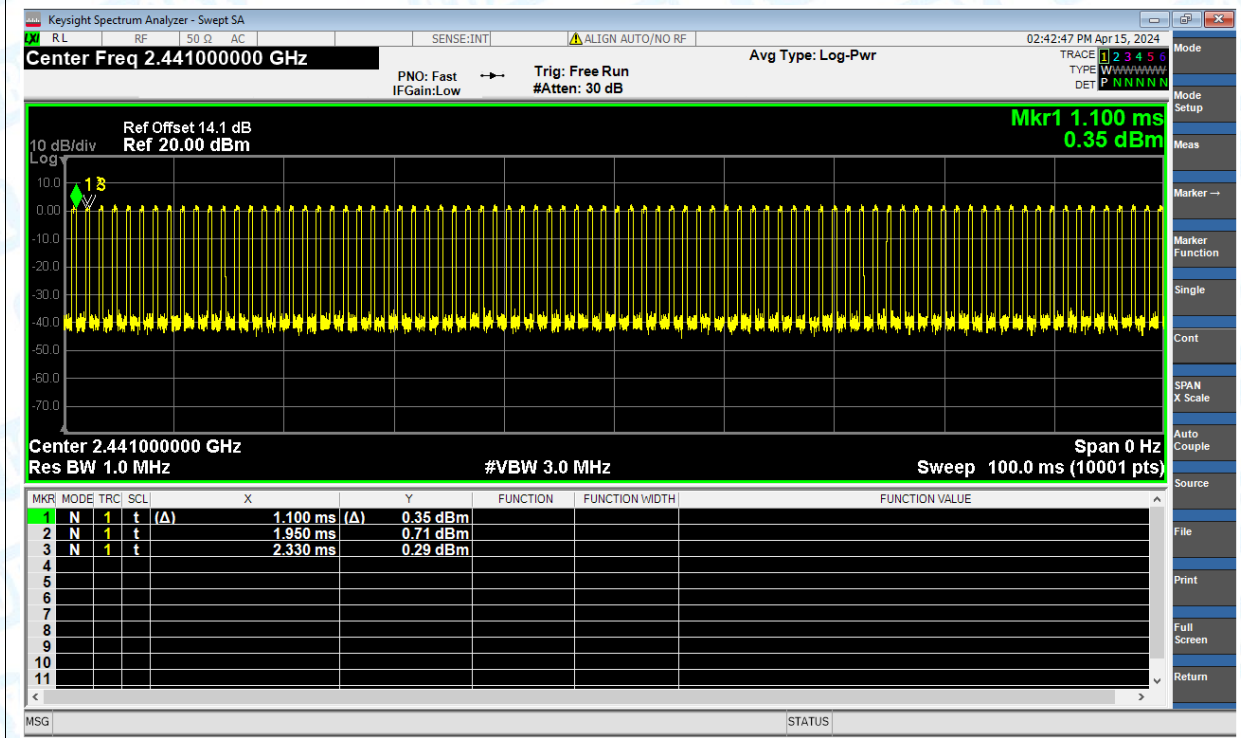 Keysight Spectrum Analyzer - Swept SA
RL RF 50 Ω AC SENSE:INT ALIGN AUTO/NO RF 02:42:47 PM Apr 15, 2024
Center Freq 2.441000000 GHz
PNO: Fast
IFGain:Low
Trig: Free Run
#Atten: 30 dB
Avg Type: Log-Pwr
TRACE 1 2 3 4 5 6
TYPE WWWWWW
DET P N N N N N
Ref Offset 14.1 dB
10 dB/div Ref 20.00 dBm
Log
Mkr1 1.100 ms
0.35 dBm
10.0
0.00
-10.0
-20.0
-30.0
-40.0
-50.0
-60.0
-70.0
1
3
Center 2.441000000 GHz Span 0 Hz
Res BW 1.0 MHz #VBW 3.0 MHz Sweep 100.0 ms (10001 pts)
MKR MODE TRC SCL X Y FUNCTION FUNCTION WIDTH FUNCTION VALUE
1 N 1 t (Δ) 1.100 ms (Δ) 0.35 dBm
2 N 1 t 1.950 ms 0.71 dBm
3 N 1 t 2.330 ms 0.29 dBm
4
5
6
7
8
9
10
11
MSG STATUS
Mode
Mode
Setup
Meas
Marker →
Marker
Function
Single
Cont
SPAN
X Scale
Auto
Couple
Source
File
Print
Full
Screen
Return